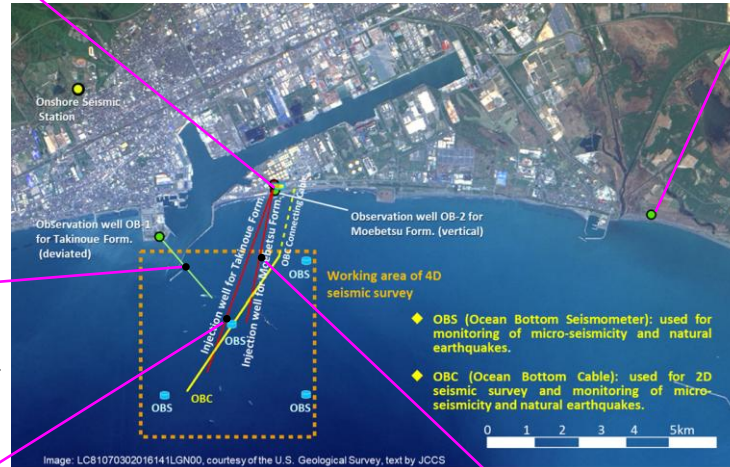 Onshore Seismic
Station
Observation well OB-1
for Takinoue Form.
(deviated)
Injection well for Takinoue Form.
Injection well for Moebetsu Form.
OBC Connecting Cable
Observation well OB-2 for
Moebetsu Form. (vertical)
OBS
Working area of 4D
seismic survey
OBS
OBS
OBC
OBS
◆ OBS (Ocean Bottom Seismometer): used for
monitoring of micro-seismicity and natural
earthquakes.
◆ OBC (Ocean Bottom Cable): used for 2D
seismic survey and monitoring of micro-
seismicity and natural earthquakes.
0 1 2 3 4 5km
Image: LC81070302016141LGN00, courtesy of the U.S. Geological Survey, text by JCCS